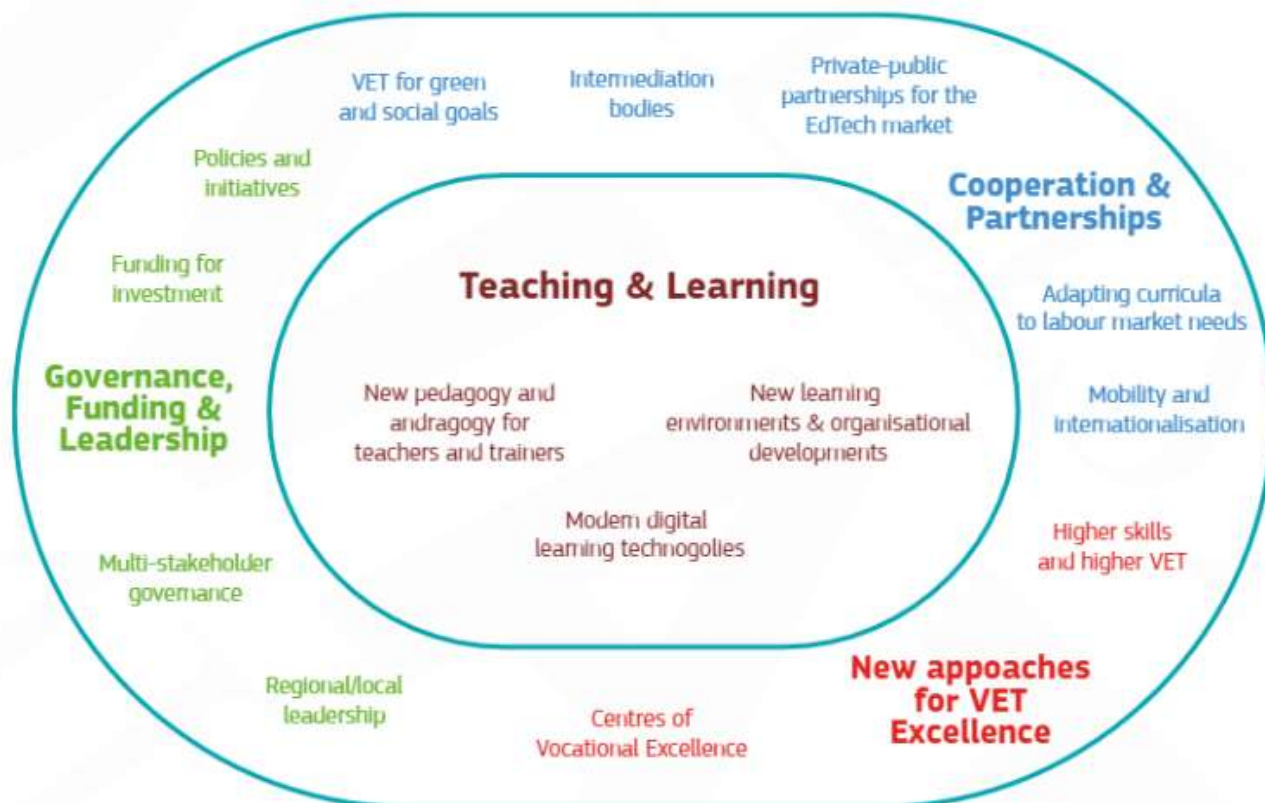 VET for green
and social goals
Intermediation
bodies
Private-public
partnerships for the
EdTech market
Policies and
initiatives
Cooperation &
Partnerships
Funding for
investment
Teaching & Learning
Adapting curricula
to labour market needs
Governance,
Funding &
Leadership
New pedagogy and
andragogy for
teachers and trainers
New learning
environments & organisational
developments
Mobility and
internationalisation
Modern digital
learning technogolies
Higher skills
and higher VET
Multi-stakeholder
governance
Regional/local
leadership
Centres of
Vocational Excellence
New appoaches
for VET
Excellence